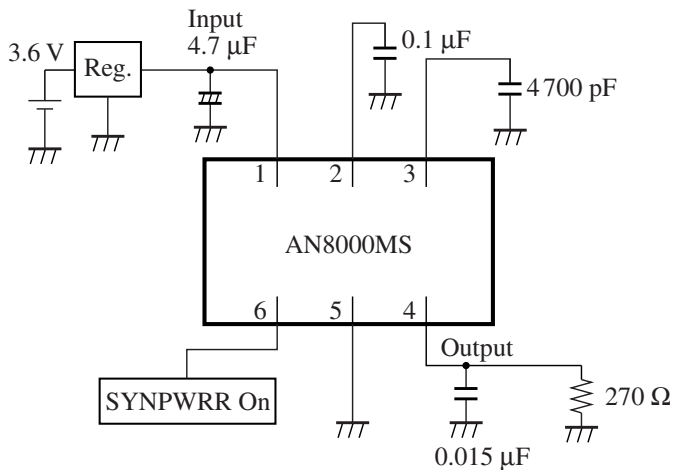 Input
4.7 μF
3.6 V
Reg.
0.1 μF
4 700 pF
1 2 3
AN8000MS
6 5 4
Output
SYNPWRR On
270 Ω
0.015 μF